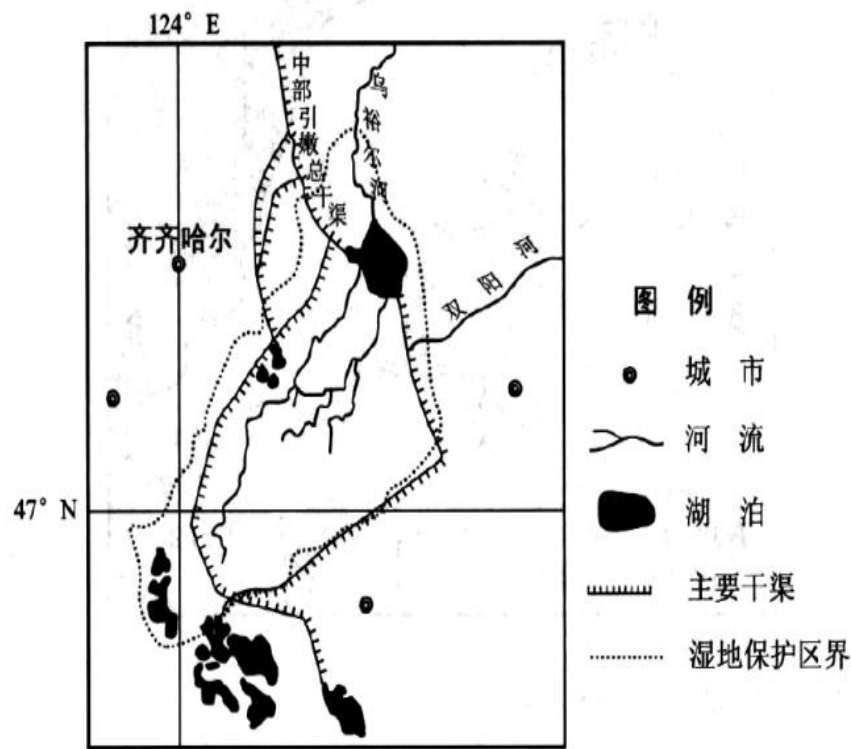 124° E
中部引嫩总干渠
乌裕尔河
齐齐哈尔
双阳河
47° N
图 例
城 市
河 流
湖 泊
主要干渠
湿地保护区界